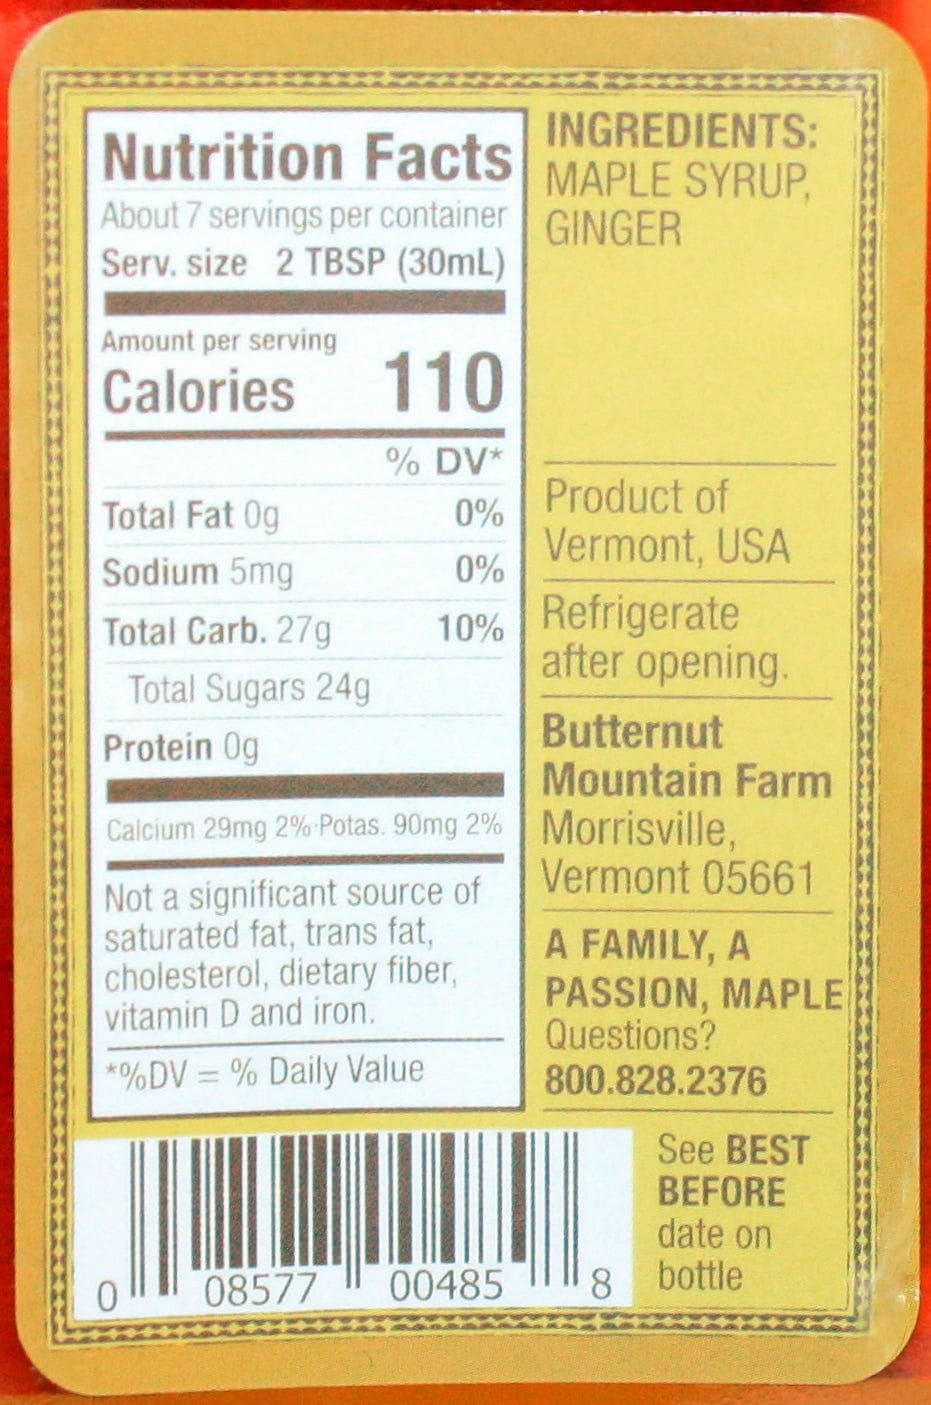 Nutrition Facts
About 7 servings per container
Serv. size 2 TBSP (30mL)
Amount per serving
Calories 110
% DV*
Total Fat 0g 0%
Sodium 5mg 0%
Total Carb. 27g 10%
Total Sugars 24g
Protein 0g
Calcium 29mg 2%·Potas. 90mg 2%
Not a significant source of
saturated fat, trans fat,
cholesterol, dietary fiber,
vitamin D and iron.
*%DV = % Daily Value
INGREDIENTS:
MAPLE SYRUP,
GINGER
Product of
Vermont, USA
Refrigerate
after opening.
Butternut
Mountain Farm
Morrisville,
Vermont 05661
A FAMILY, A
PASSION, MAPLE
Questions?
800.828.2376
0 08577 00485 8
See BEST
BEFORE
date on
bottle